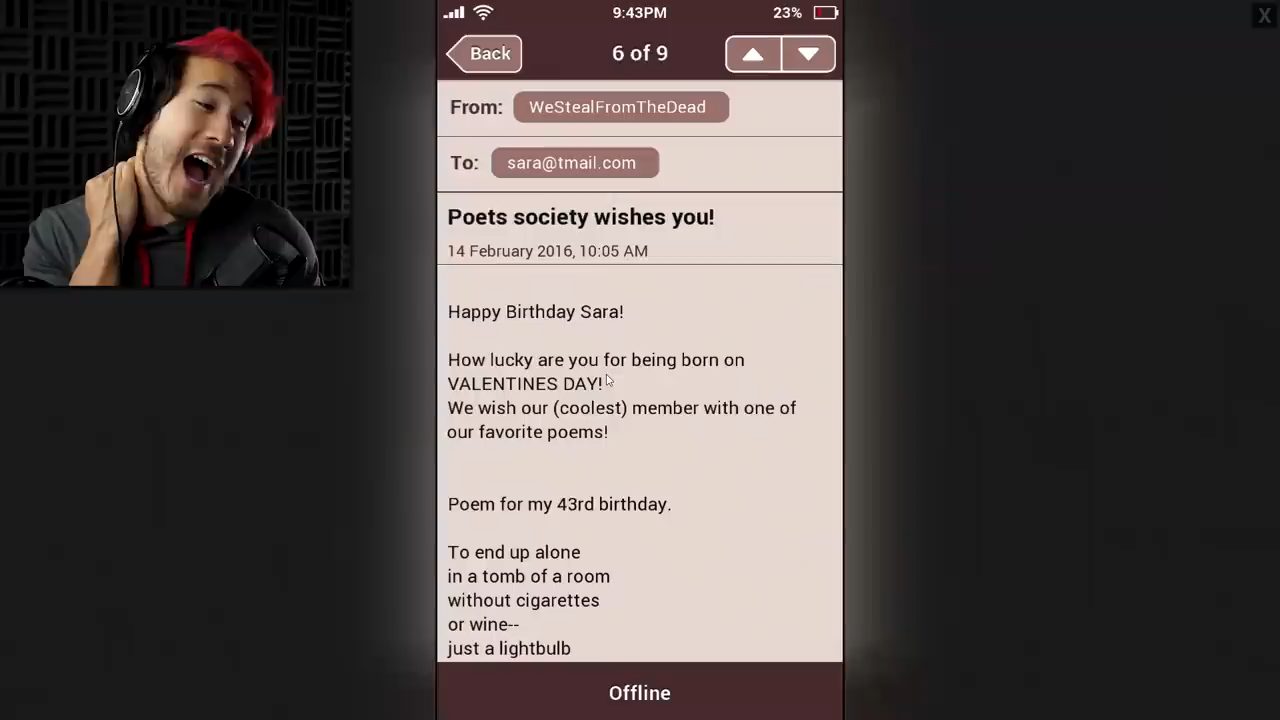 9:43PM
23%
Back
6 of 9
From: WeStealFromTheDead
To: sara@tmail.com
Poets society wishes you!
14 February 2016, 10:05 AM
Happy Birthday Sara!
How lucky are you for being born on
VALENTINES DAY!
We wish our (coolest) member with one of
our favorite poems!
Poem for my 43rd birthday.
To end up alone
in a tomb of a room
without cigarettes
or wine--
just a lightbulb
Offline
X